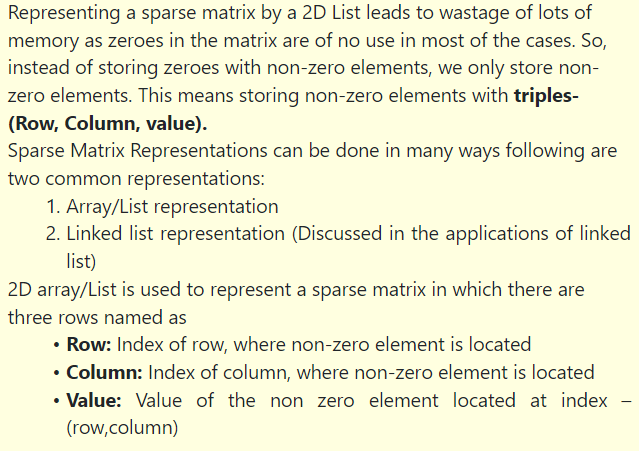 Representing a sparse matrix by a 2D List leads to wastage of lots of
memory as zeroes in the matrix are of no use in most of the cases. So,
instead of storing zeroes with non-zero elements, we only store non-
zero elements. This means storing non-zero elements with triples-
(Row, Column, value).
Sparse Matrix Representations can be done in many ways following are
two common representations:
1. Array/List representation
2. Linked list representation (Discussed in the applications of linked
list)
2D array/List is used to represent a sparse matrix in which there are
three rows named as
• Row: Index of row, where non-zero element is located
• Column: Index of column, where non-zero element is located
• Value: Value of the non zero element located at index –
(row,column)